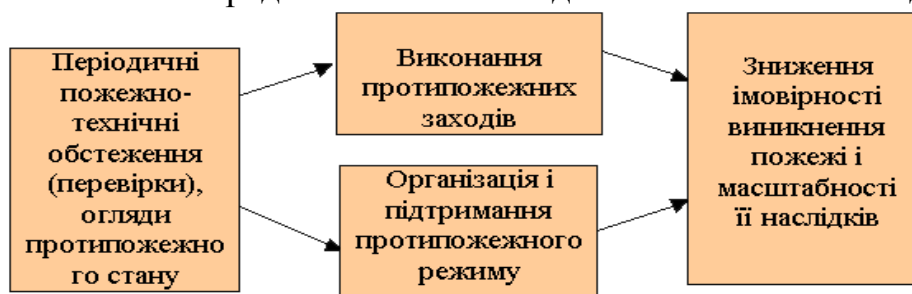 Періодичні
пожежно-
технічні
обстеження
(перевірки),
огляди
протипожежно
го стану
Виконання
протипожежних
заходів
Організація і
підтримання
протипожежного
режиму
Зниження
імовірності
виникнення
пожежі і
масштабності
її наслідків